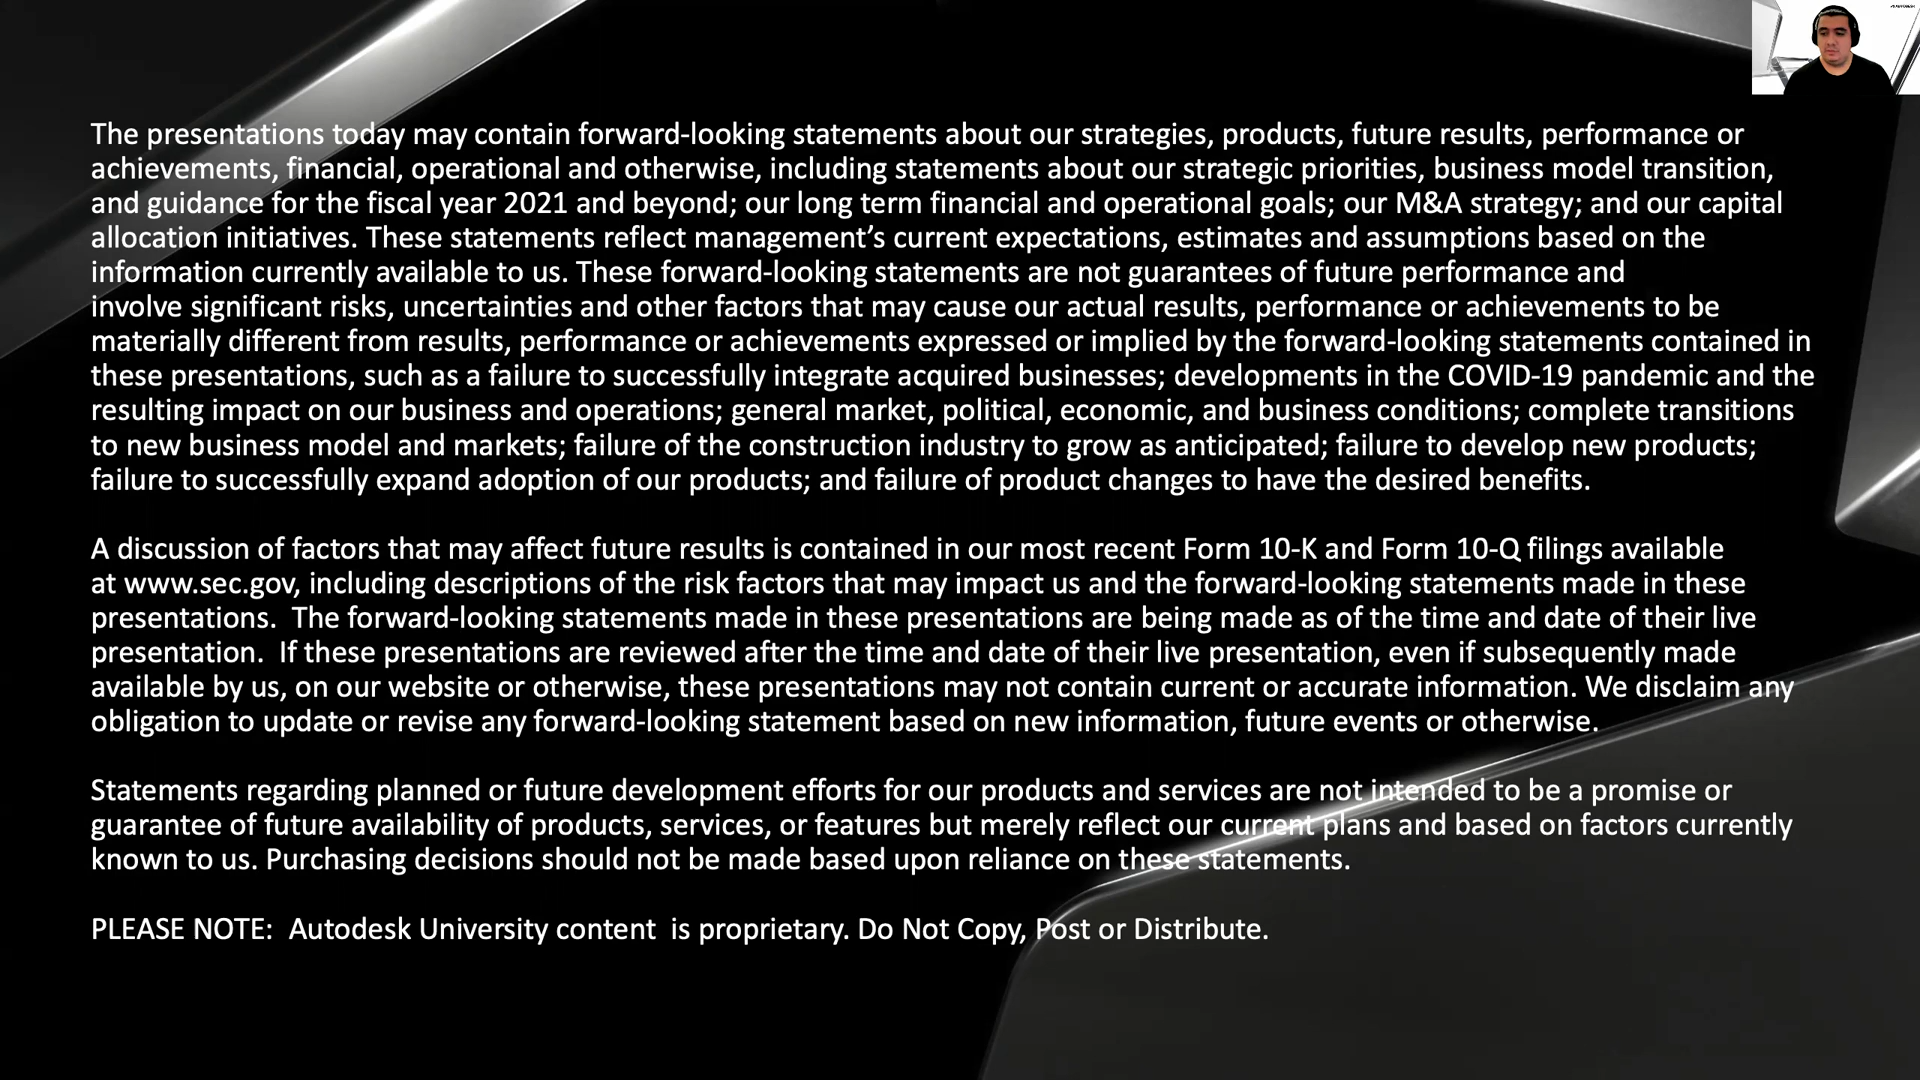 The presentations today may contain forward-looking statements about our strategies, products, future results, performance or
achievements, financial, operational and otherwise, including statements about our strategic priorities, business model transition,
and guidance for the fiscal year 2021 and beyond; our long term financial and operational goals; our M&A strategy; and our capital
allocation initiatives. These statements reflect management’s current expectations, estimates and assumptions based on the
information currently available to us. These forward-looking statements are not guarantees of future performance and
involve significant risks, uncertainties and other factors that may cause our actual results, performance or achievements to be
materially different from results, performance or achievements expressed or implied by the forward-looking statements contained in
these presentations, such as a failure to successfully integrate acquired businesses; developments in the COVID-19 pandemic and the
resulting impact on our business and operations; general market, political, economic, and business conditions; complete transitions
to new business model and markets; failure of the construction industry to grow as anticipated; failure to develop new products;
failure to successfully expand adoption of our products; and failure of product changes to have the desired benefits.
A discussion of factors that may affect future results is contained in our most recent Form 10-K and Form 10-Q filings available
at www.sec.gov, including descriptions of the risk factors that may impact us and the forward-looking statements made in these
presentations.  The forward-looking statements made in these presentations are being made as of the time and date of their live
presentation.  If these presentations are reviewed after the time and date of their live presentation, even if subsequently made
available by us, on our website or otherwise, these presentations may not contain current or accurate information. We disclaim any
obligation to update or revise any forward-looking statement based on new information, future events or otherwise.
Statements regarding planned or future development efforts for our products and services are not intended to be a promise or
guarantee of future availability of products, services, or features but merely reflect our current plans and based on factors currently
known to us. Purchasing decisions should not be made based upon reliance on these statements.
PLEASE NOTE:  Autodesk University content  is proprietary. Do Not Copy, Post or Distribute.